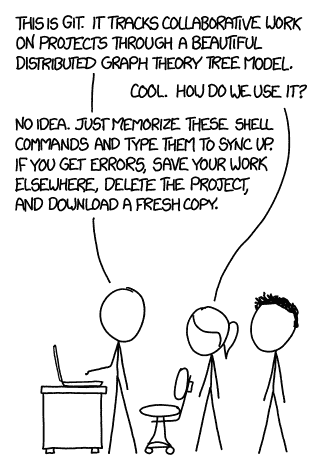 THIS IS GIT. IT TRACKS COLLABORATIVE WORK
ON PROJECTS THROUGH A BEAUTIFUL
DISTRIBUTED GRAPH THEORY TREE MODEL.
COOL. HOW DO WE USE IT?
NO IDEA. JUST MEMORIZE THESE SHELL
COMMANDS AND TYPE THEM TO SYNC UP.
IF YOU GET ERRORS, SAVE YOUR WORK
ELSEWHERE, DELETE THE PROJECT,
AND DOWNLOAD A FRESH COPY.